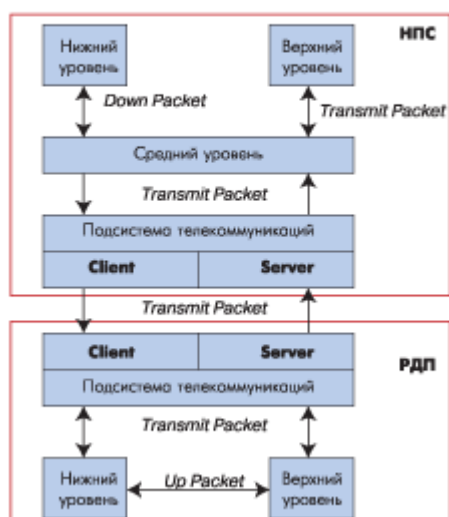 НПС
Нижний
уровень
Верхний
уровень
Down Packet
Transmit Packet
Средний уровень
Transmit Packet
Подсистема телекоммуникаций
Client
Server
Transmit Packet
Client
Server
РДП
Подсистема телекоммуникаций
Transmit Packet
Нижний
уровень
Up Packet
Верхний
уровень